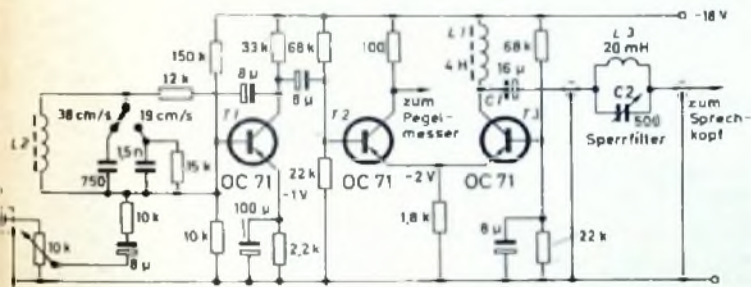 -18 V
150 k
33 k
68 k
100
L 1
4 H
16 µ
C 1
68 k
L 3
20 mH
C2
500
Sperrfilter
zum
Sprech-
kopf
12 k
8 µ
8 µ
T 1
T 2
T 3
zum
Pegel-
messer
38 cm/s
19 cm/s
L 2
750
1,5 n
15 k
OC 71
OC 71
OC 71
-1 V
-2 V
22 k
10 k
10 k
8 µ
10 k
100 µ
2,2 k
1,8 k
8 µ
22 k